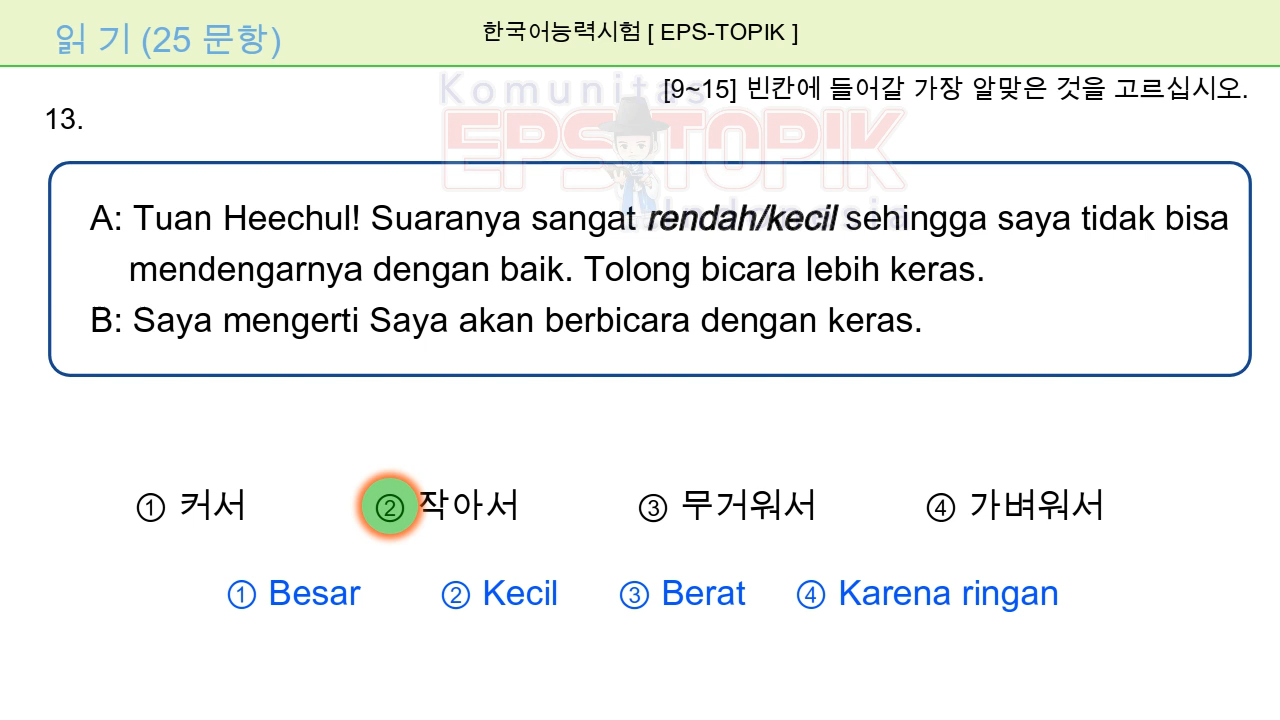 읽 기 (25 문항)
한국어능력시험 [ EPS-TOPIK ]
[9~15] 빈칸에 들어갈 가장 알맞은 것을 고르십시오.
Komunitas
EPS TOPIK
Indonesia
13.
A: Tuan Heechul! Suaranya sangat rendah/kecil sehingga saya tidak bisa
mendengarnya dengan baik. Tolong bicara lebih keras.
B: Saya mengerti Saya akan berbicara dengan keras.
① 커서 ② 작아서 ③ 무거워서 ④ 가벼워서
① Besar ② Kecil ③ Berat ④ Karena ringan